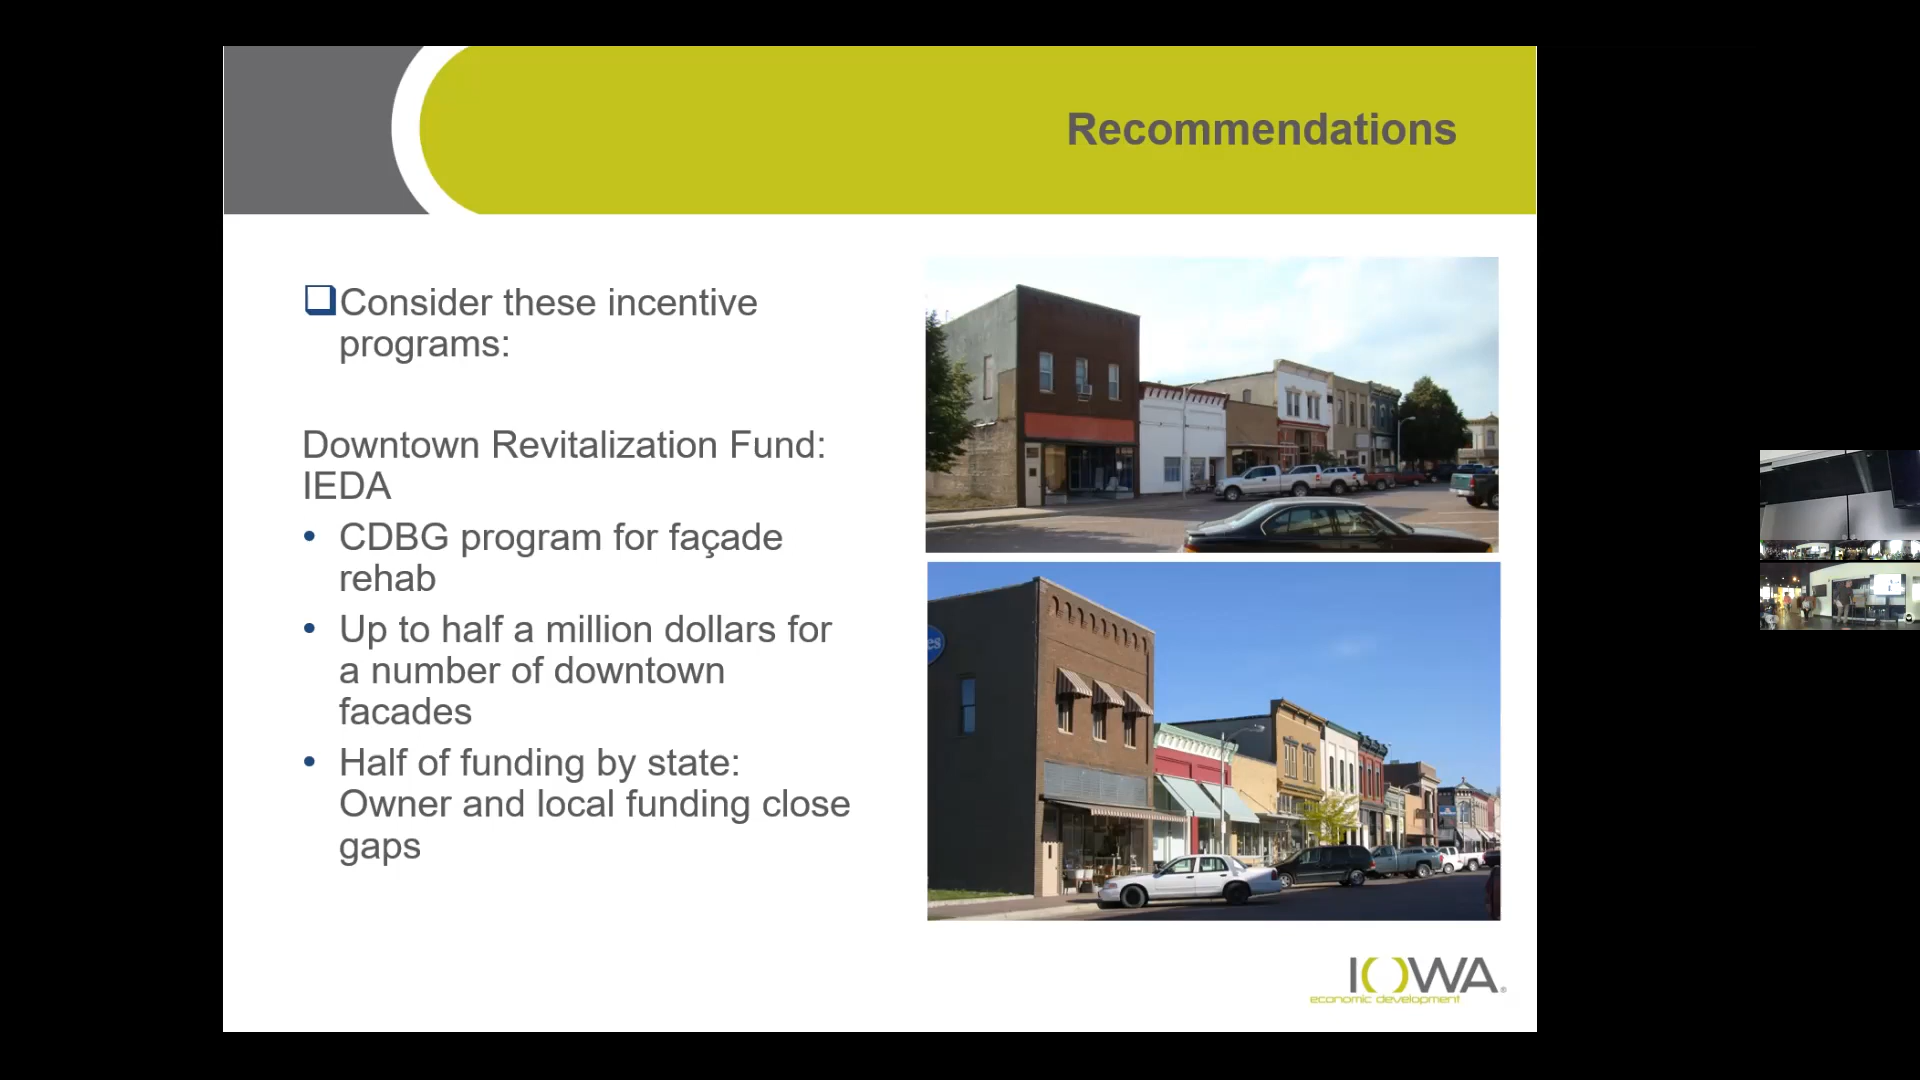 Recommendations
Consider these incentive
programs:
Downtown Revitalization Fund:
IEDA
• CDBG program for façade
rehab
• Up to half a million dollars for
a number of downtown
facades
• Half of funding by state:
Owner and local funding close
gaps
es
IOWA®
economic development